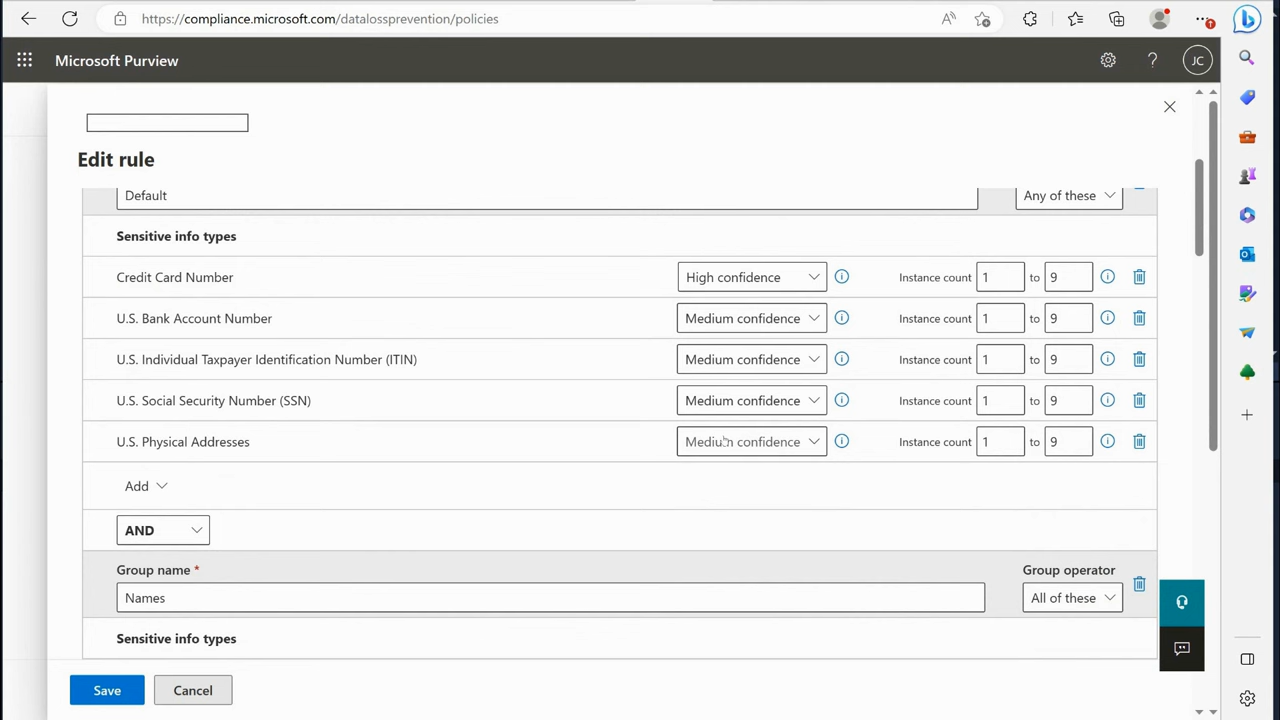 https://compliance.microsoft.com/datalossprevention/policies
Microsoft Purview
JC
Edit rule
Default Any of these
Sensitive info types
Credit Card Number High confidence Instance count 1 to 9
U.S. Bank Account Number Medium confidence Instance count 1 to 9
U.S. Individual Taxpayer Identification Number (ITIN) Medium confidence Instance count 1 to 9
U.S. Social Security Number (SSN) Medium confidence Instance count 1 to 9
U.S. Physical Addresses Medium confidence Instance count 1 to 9
Add
AND
Group name * Group operator
Names All of these
Sensitive info types
Save Cancel